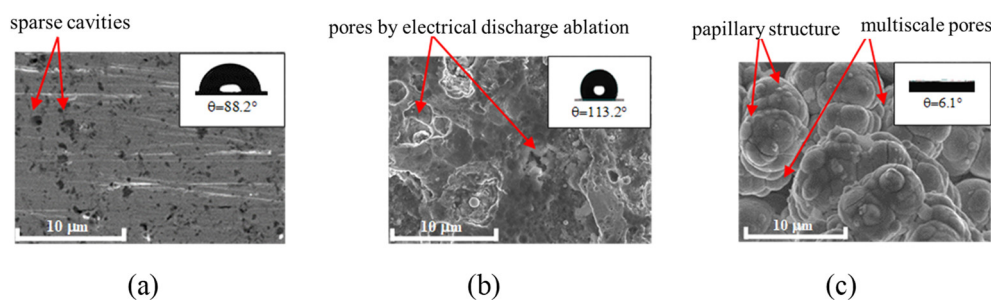 sparse cavities
pores by electrical discharge ablation
papillary structure
multiscale pores
θ=88.2°
θ=113.2°
θ=6.1°
10 μm
10 μm
10 μm
(a)
(b)
(c)